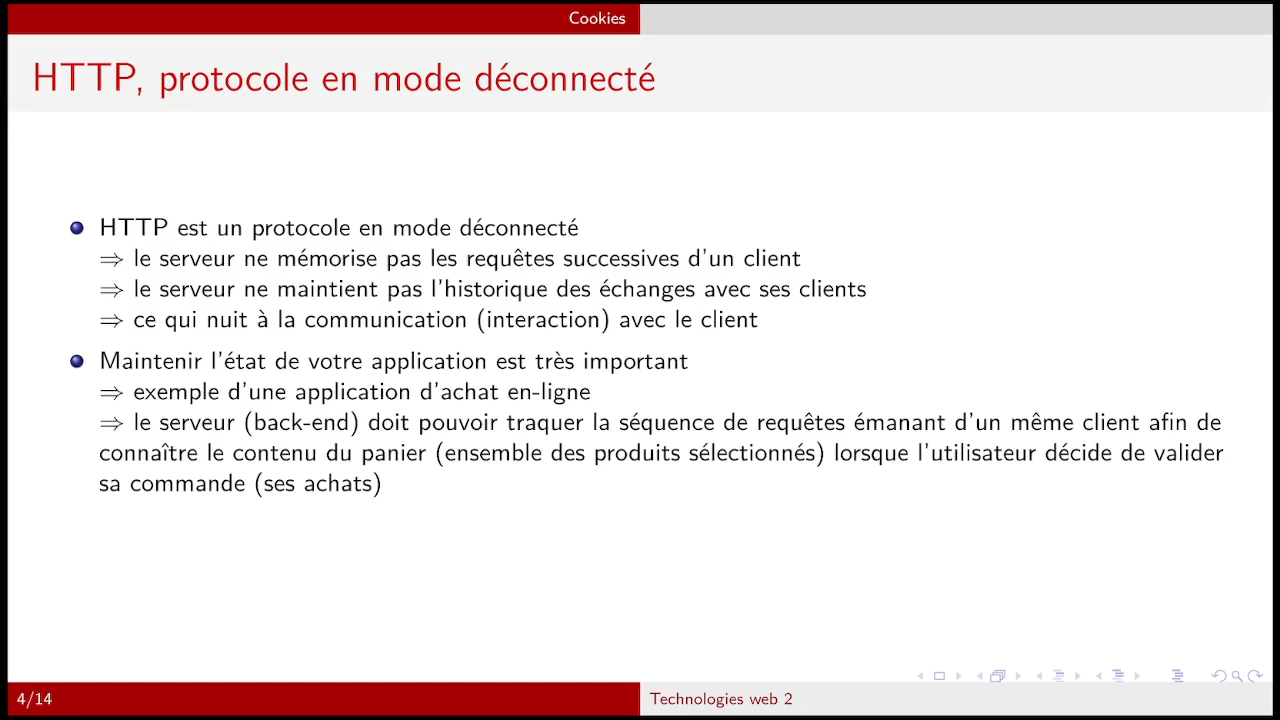 Cookies
HTTP, protocole en mode déconnecté
HTTP est un protocole en mode déconnecté
⇒ le serveur ne mémorise pas les requêtes successives d'un client
⇒ le serveur ne maintient pas l'historique des échanges avec ses clients
⇒ ce qui nuit à la communication (interaction) avec le client
Maintenir l'état de votre application est très important
⇒ exemple d'une application d'achat en-ligne
⇒ le serveur (back-end) doit pouvoir traquer la séquence de requêtes émanant d'un même client afin de
connaître le contenu du panier (ensemble des produits sélectionnés) lorsque l'utilisateur décide de valider
sa commande (ses achats)
4/14
Technologies web 2